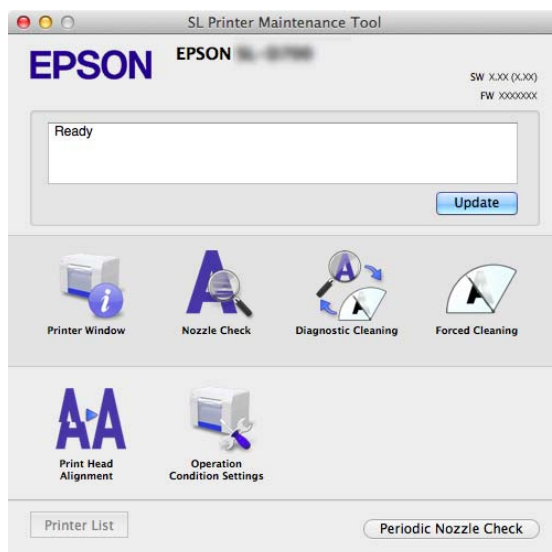 SL Printer Maintenance Tool
EPSON
EPSON
SW X.XX (X.XX)
FW XXXXXXX
Ready
Update
Printer Window
Nozzle Check
Diagnostic Cleaning
Forced Cleaning
Print Head
Alignment
Operation
Condition Settings
Printer List
Periodic Nozzle Check